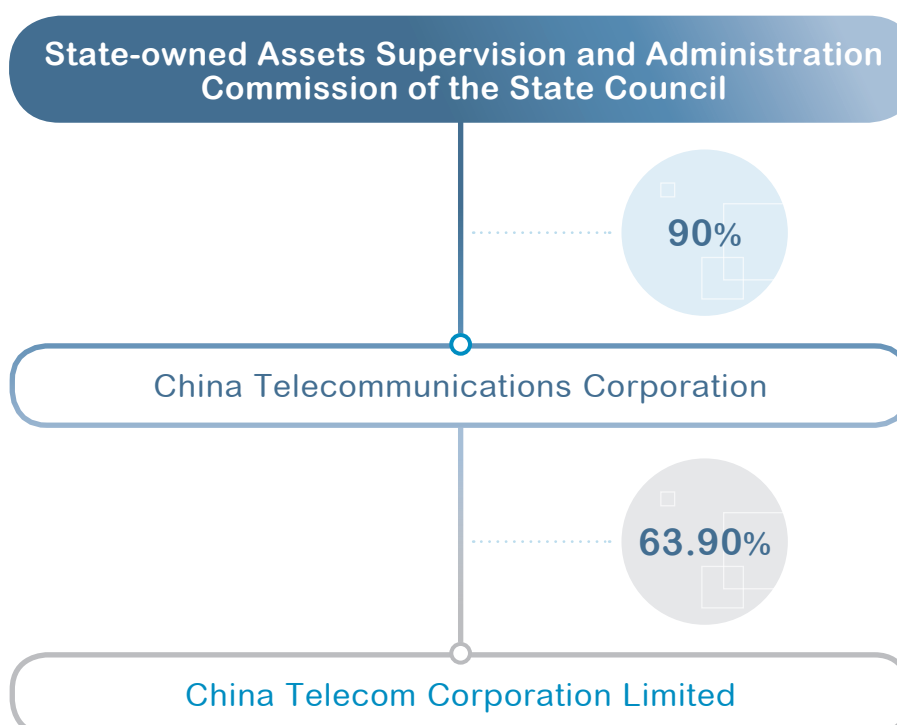 State-owned Assets Supervision and Administration
Commission of the State Council
90%
China Telecommunications Corporation
63.90%
China Telecom Corporation Limited